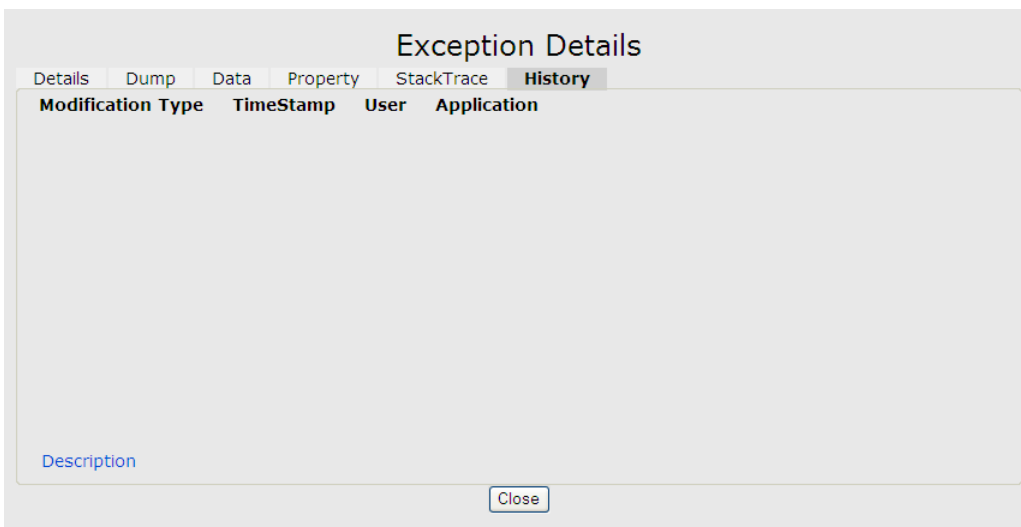 Exception Details
Details Dump Data Property StackTrace History
Modification Type TimeStamp User Application
Description
Close